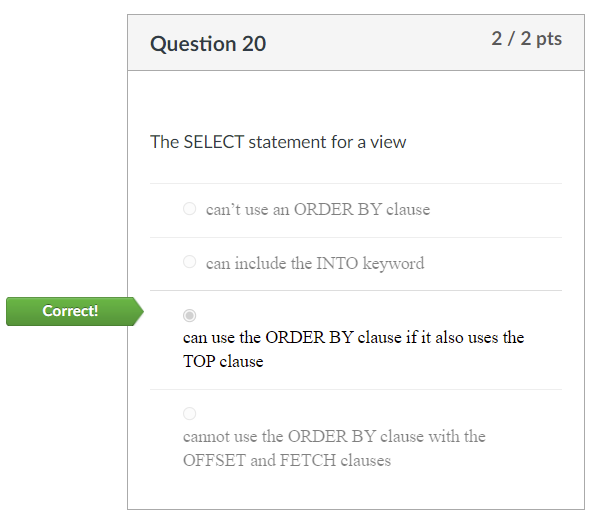 Question 20
2 / 2 pts
The SELECT statement for a view
can’t use an ORDER BY clause
can include the INTO keyword
Correct!
can use the ORDER BY clause if it also uses the
TOP clause
cannot use the ORDER BY clause with the
OFFSET and FETCH clauses